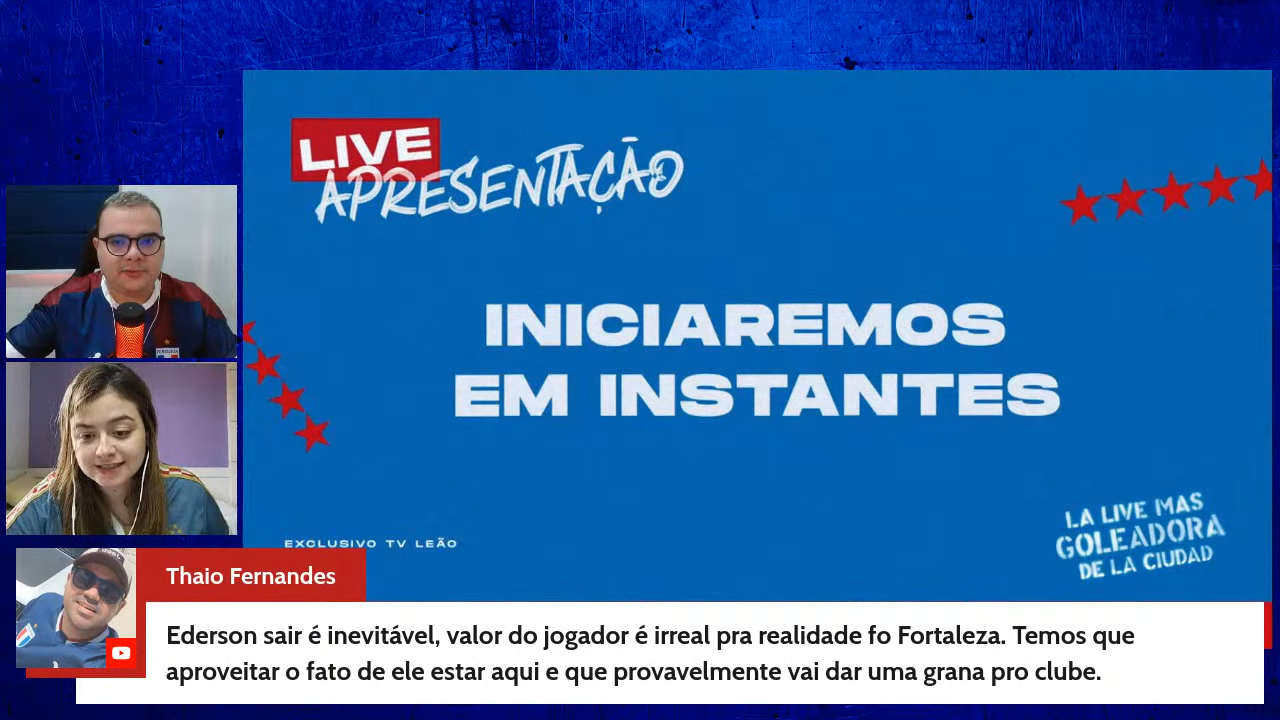 LIVE
APRESENTAÇÃO
INICIAREMOS
EM INSTANTES
EXCLUSIVO TV LEÃO
LA LIVE MAS
GOLEADORA
DE LA CIUDAD
FORTALEZA
Thaio Fernandes
Ederson sair é inevitável, valor do jogador é irreal pra realidade fo Fortaleza. Temos que
aproveitar o fato de ele estar aqui e que provavelmente vai dar uma grana pro clube.